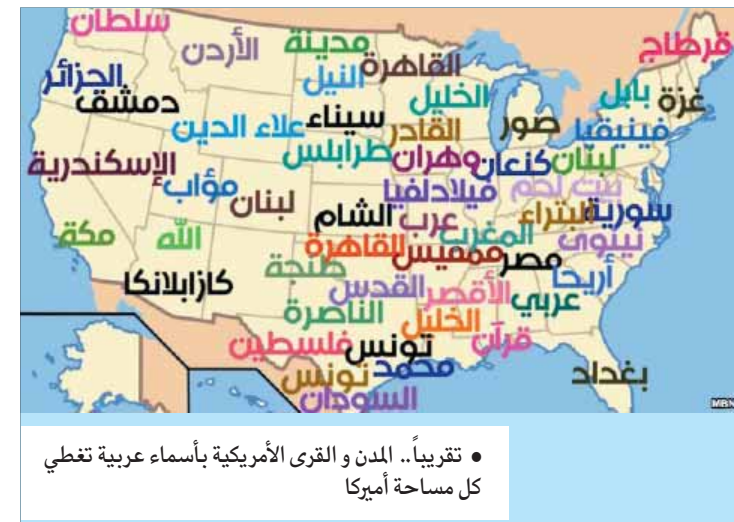 سلطان
قرطاج
الأردن
مدينة
القاهرة
النيل
الجزائر
دمشق
الخليل
بابل
غزة
سيناء
علاء الدين
القادر
صور
فينيقيا
طرابلس
وهران
كنعان
لبنان
الإسكندرية
مؤاب
فيلادلفيا
بيت لحم
لبنان
الشام
عرب
البتراء
سورية
مكة
الله
القاهرة
المغرب
نينوى
ممفيس
مصر
طنجة
كازابلانكا
القدس
الأقصر
عربي
أريحا
الناصرة
الخليل
قرآن
فلسطين
تونس
محمد
تونس
بغداد
السودان
MBN
• تقريباً.. المدن و القرى الأمريكية بأسماء عربية تغطي
كل مساحة أميركا